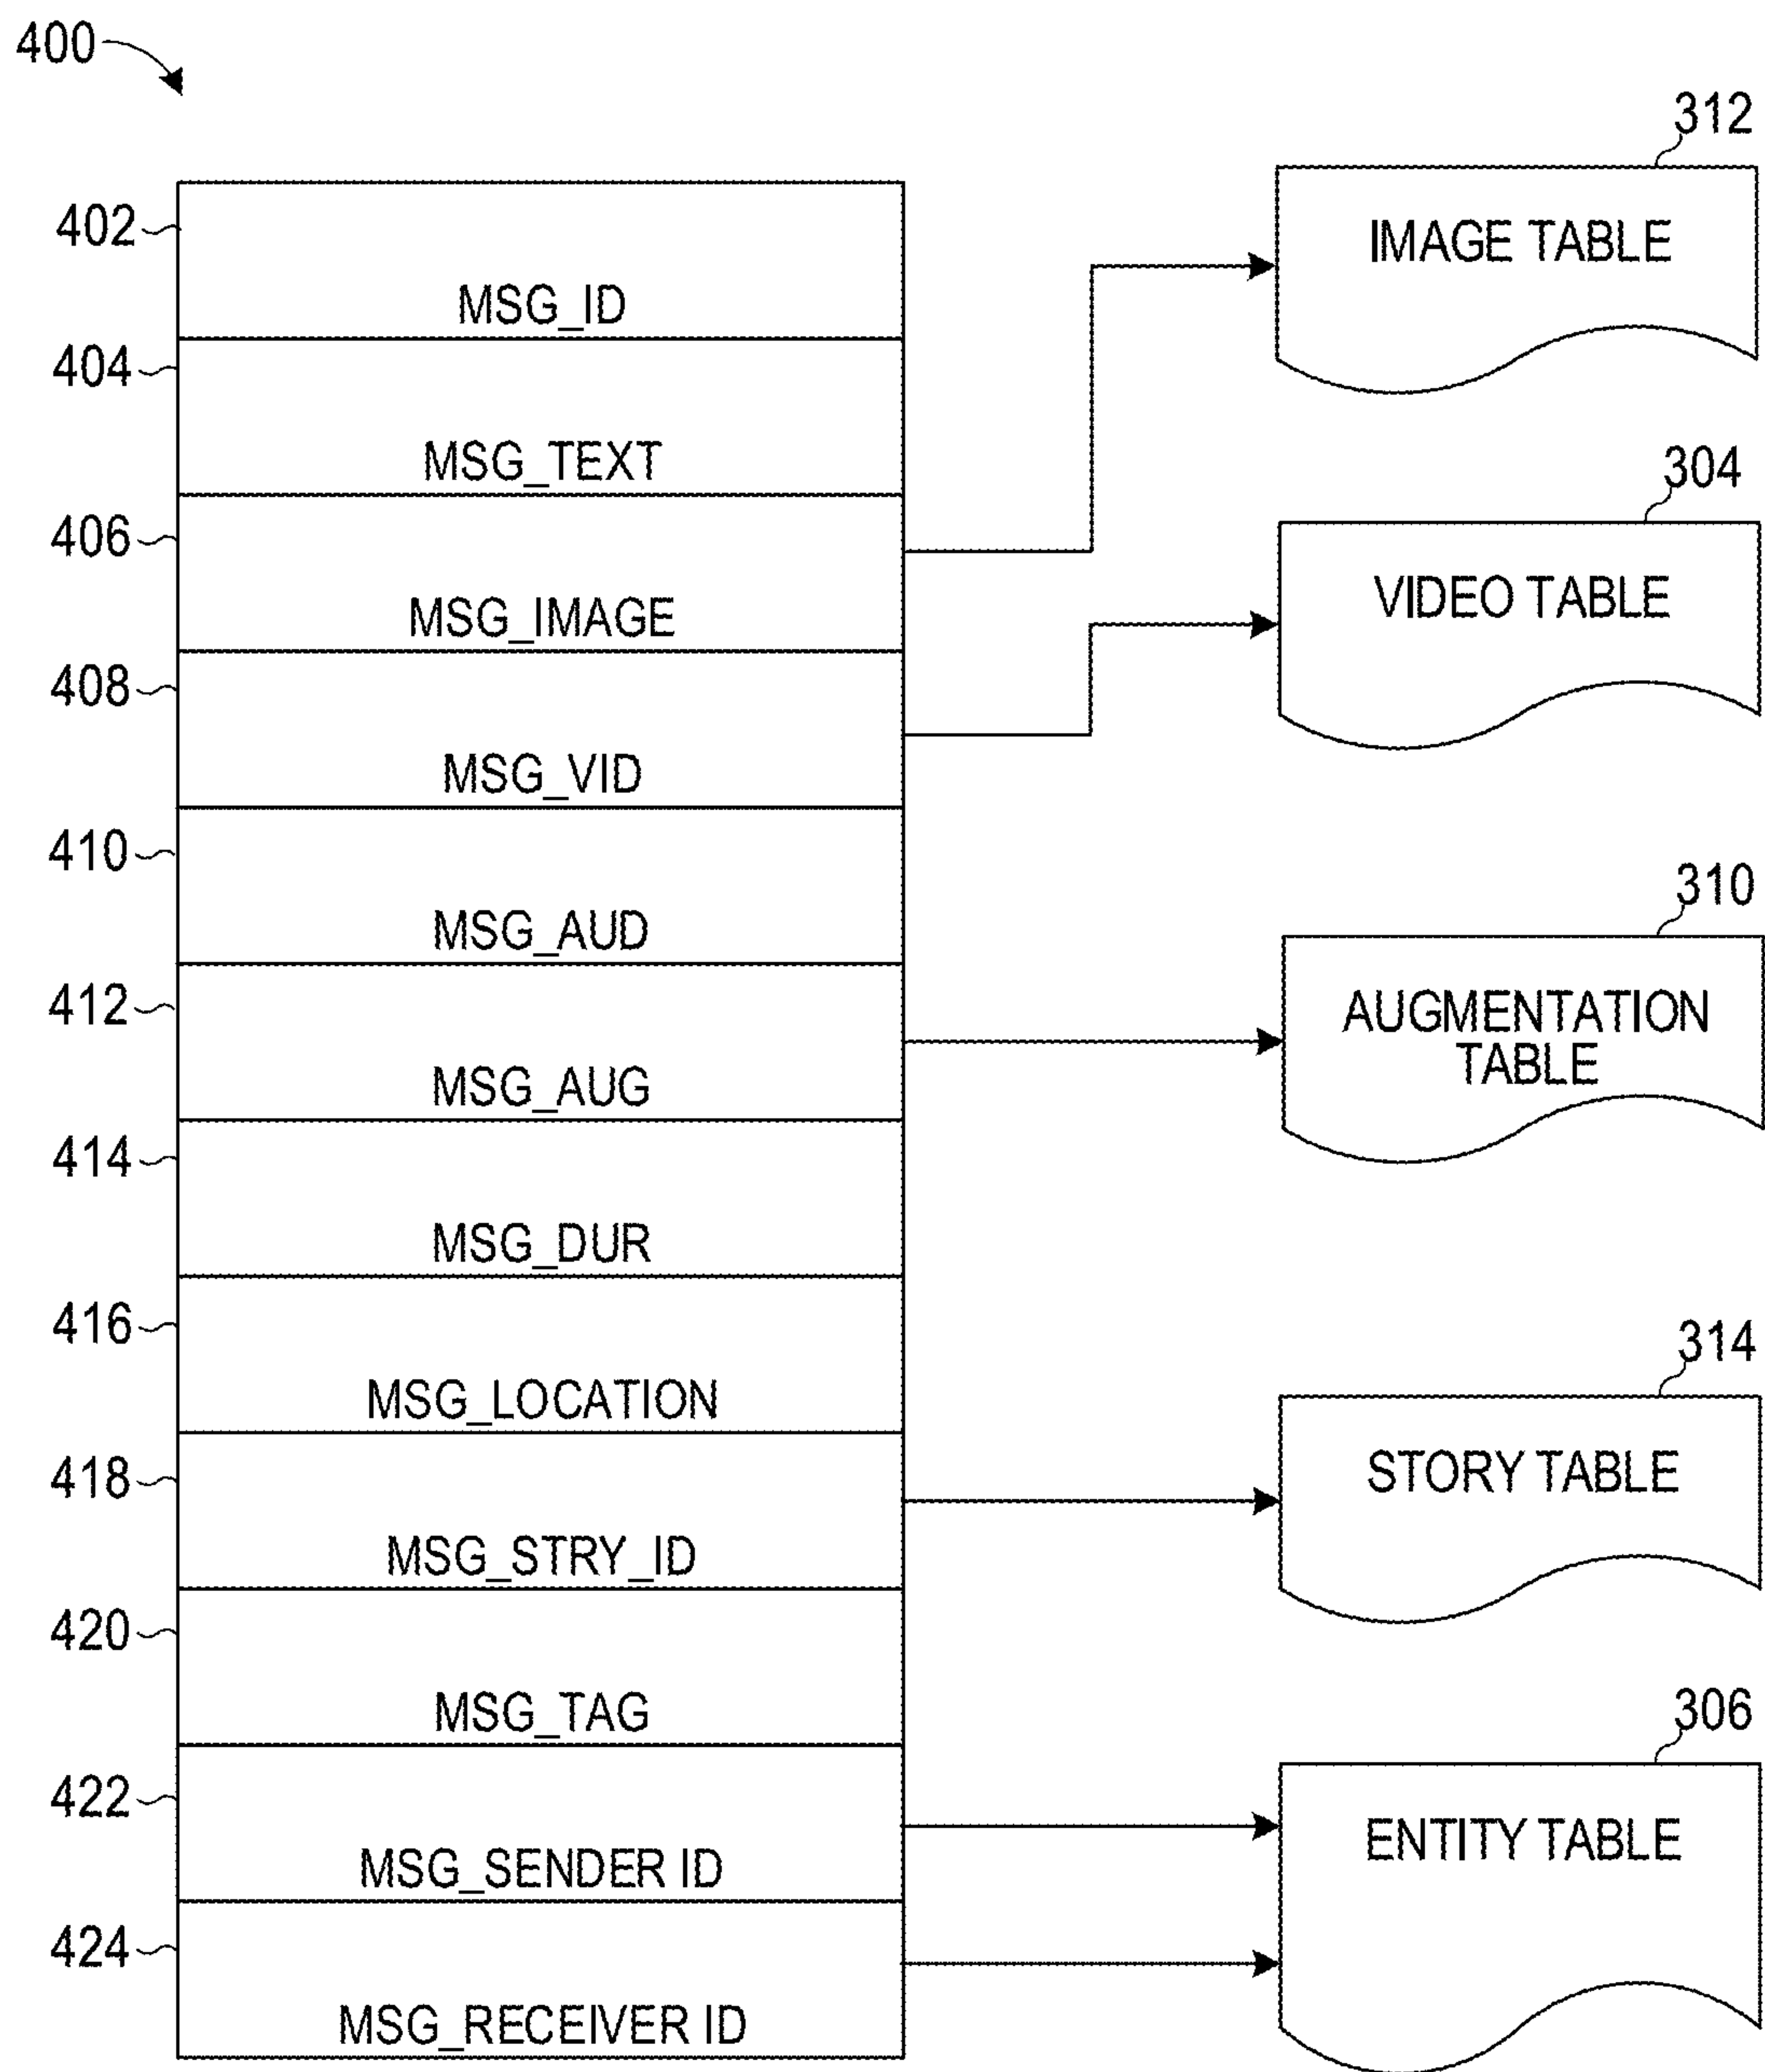 400
402
MSG_ID
404
MSG_TEXT
406
MSG_IMAGE
408
MSG_VID
410
MSG_AUD
412
MSG_AUG
414
MSG_DUR
416
MSG_LOCATION
418
MSG_STRY_ID
420
MSG_TAG
422
MSG_SENDER ID
424
MSG_RECEIVER ID
312
IMAGE TABLE
304
VIDEO TABLE
310
AUGMENTATION
TABLE
314
STORY TABLE
306
ENTITY TABLE